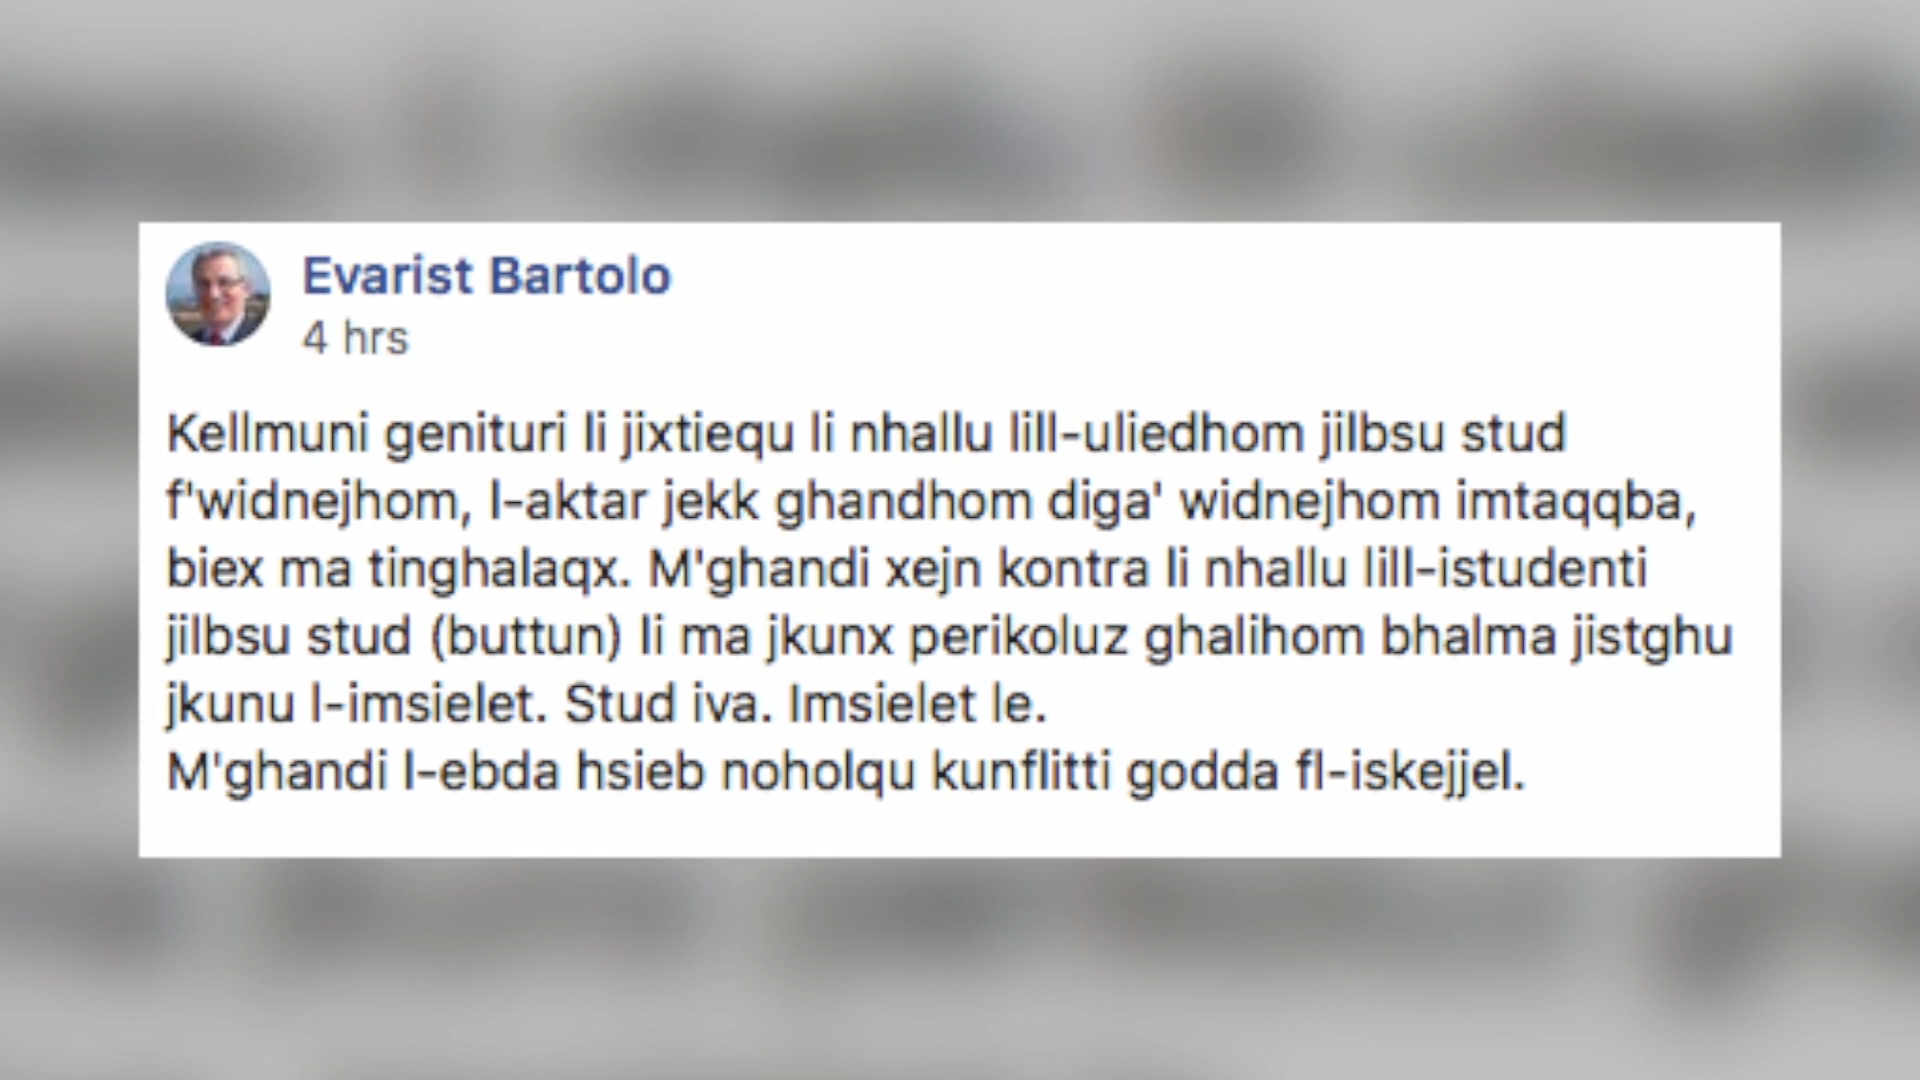 Evarist Bartolo
4 hrs
Kellmuni genituri li jixtiequ li nhallu lill-uliedhom jilbsu stud
f'widnejhom, l-aktar jekk ghandhom diga' widnejhom imtaqqba,
biex ma tinghalaqx. M'ghandi xejn kontra li nhallu lill-istudenti
jilbsu stud (buttun) li ma jkunx perikoluz ghalihom bhalma jistghu
jkunu l-imsielet. Stud iva. Imsielet le.
M'ghandi l-ebda hsieb noholqu kunflitti godda fl-iskejjel.